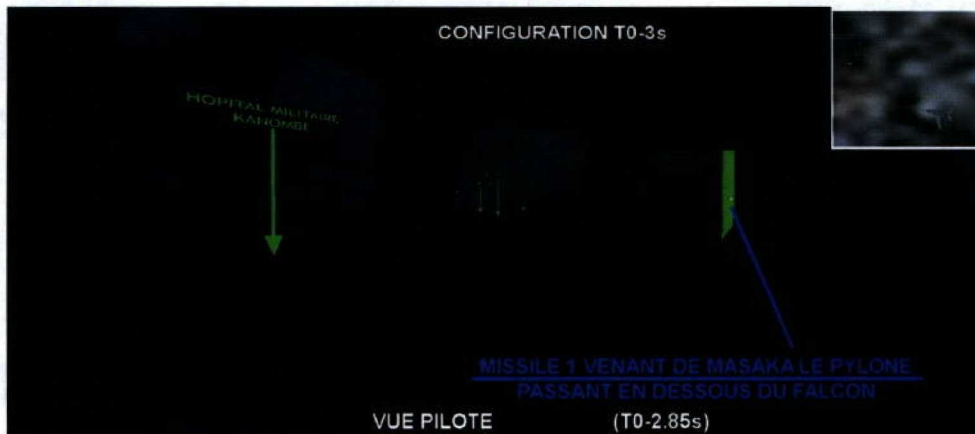 CONFIGURATION T0-3s
HOPITAL MILITAIRE
KANOMBE
MISSILE 1 VENANT DE MASAKA LE PYLONE
PASSANT EN DESSOUS DU FALCON
VUE PILOTE (T0-2.85s)